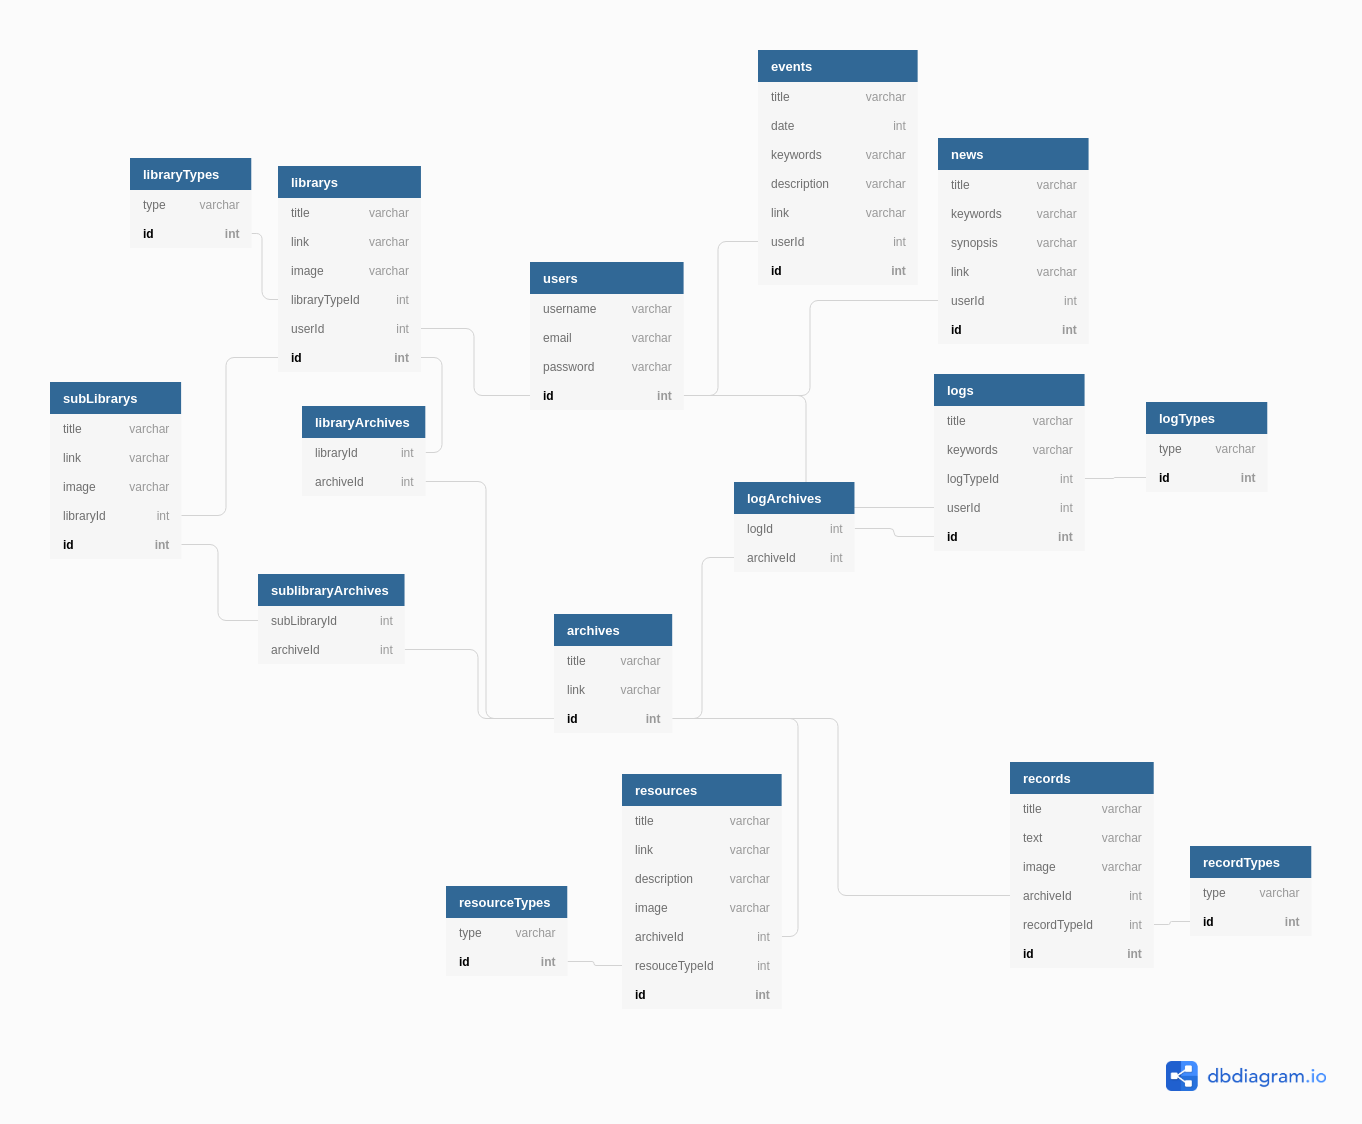 events
title varchar
date int
keywords varchar
description varchar
link varchar
userId int
id int
news
title varchar
keywords varchar
synopsis varchar
link varchar
userId int
id int
libraryTypes
type varchar
id int
librarys
title varchar
link varchar
image varchar
libraryTypeId int
userId int
id int
users
username varchar
email varchar
password varchar
id int
subLibrarys
title varchar
link varchar
image varchar
libraryId int
id int
libraryArchives
libraryId int
archiveId int
logs
title varchar
keywords varchar
logTypeId int
userId int
id int
logTypes
type varchar
id int
logArchives
logId int
archiveId int
sublibraryArchives
subLibraryId int
archiveId int
archives
title varchar
link varchar
id int
resources
title varchar
link varchar
description varchar
image varchar
archiveId int
resouceTypeId int
id int
resourceTypes
type varchar
id int
records
title varchar
text varchar
image varchar
archiveId int
recordTypeId int
id int
recordTypes
type varchar
id int
dbdiagram.io